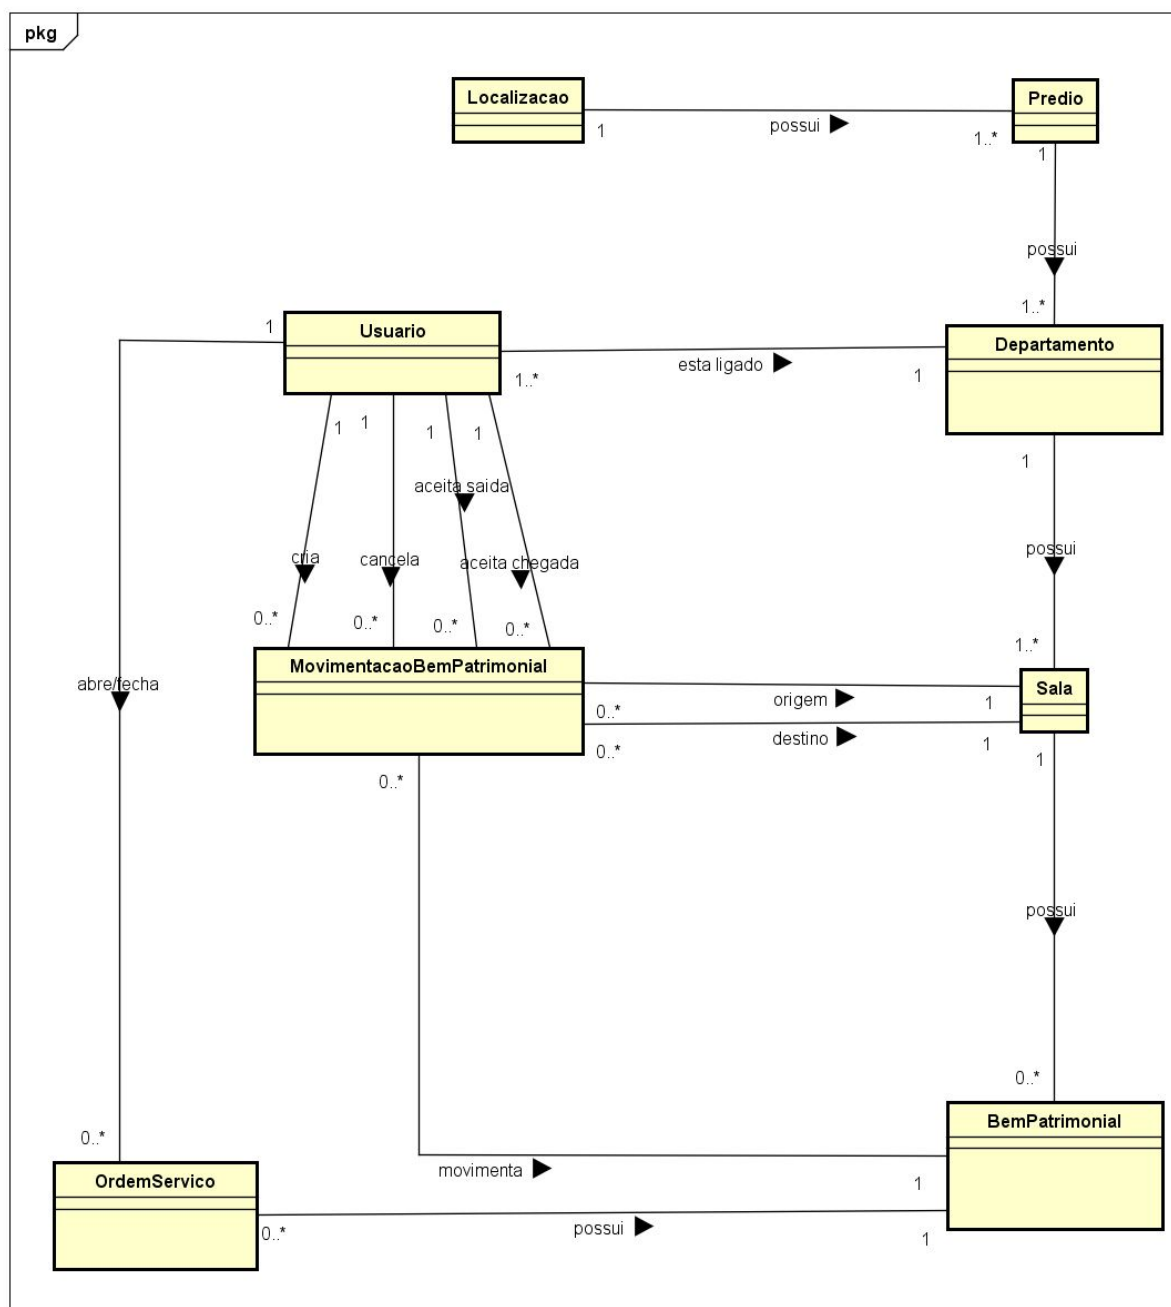 pkg
Localizacao
Predio
1
possui
1..*
1
possui
1..*
1
Usuario
Departamento
esta ligado
1..*
1
1
1
1
1
1
aceita saida
cria
cancela
aceita chegada
possui
0..*
0..*
0..*
0..*
1..*
MovimentacaoBemPatrimonial
Sala
abre/fecha
origem
1
0..*
destino
1
0..*
1
0..*
possui
0..*
BemPatrimonial
0..*
OrdemServico
movimenta
1
0..*
possui
1